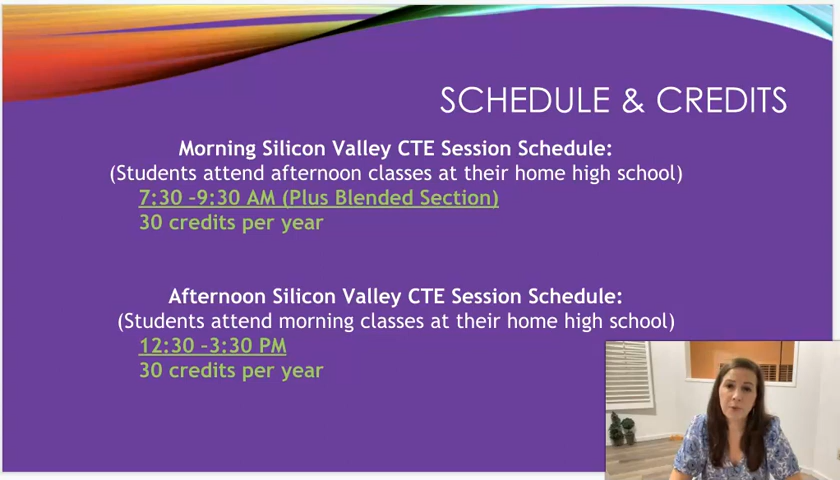 SCHEDULE & CREDITS
Morning Silicon Valley CTE Session Schedule:
(Students attend afternoon classes at their home high school)
7:30 -9:30 AM (Plus Blended Section)
30 credits per year
Afternoon Silicon Valley CTE Session Schedule:
(Students attend morning classes at their home high school)
12:30 -3:30 PM
30 credits per year